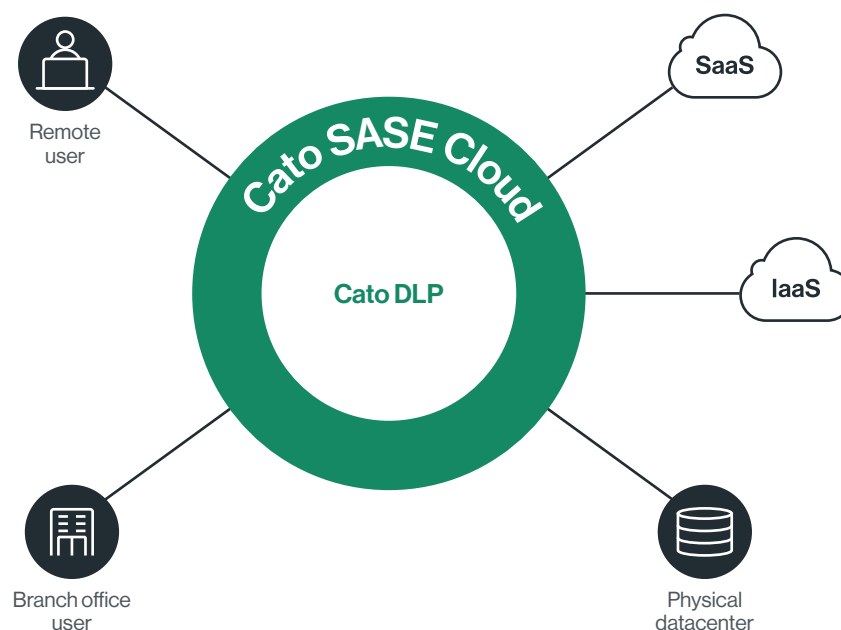 SaaS
Remote
user
Cato SASE Cloud
Cato DLP
IaaS
Branch office
user
Physical
datacenter